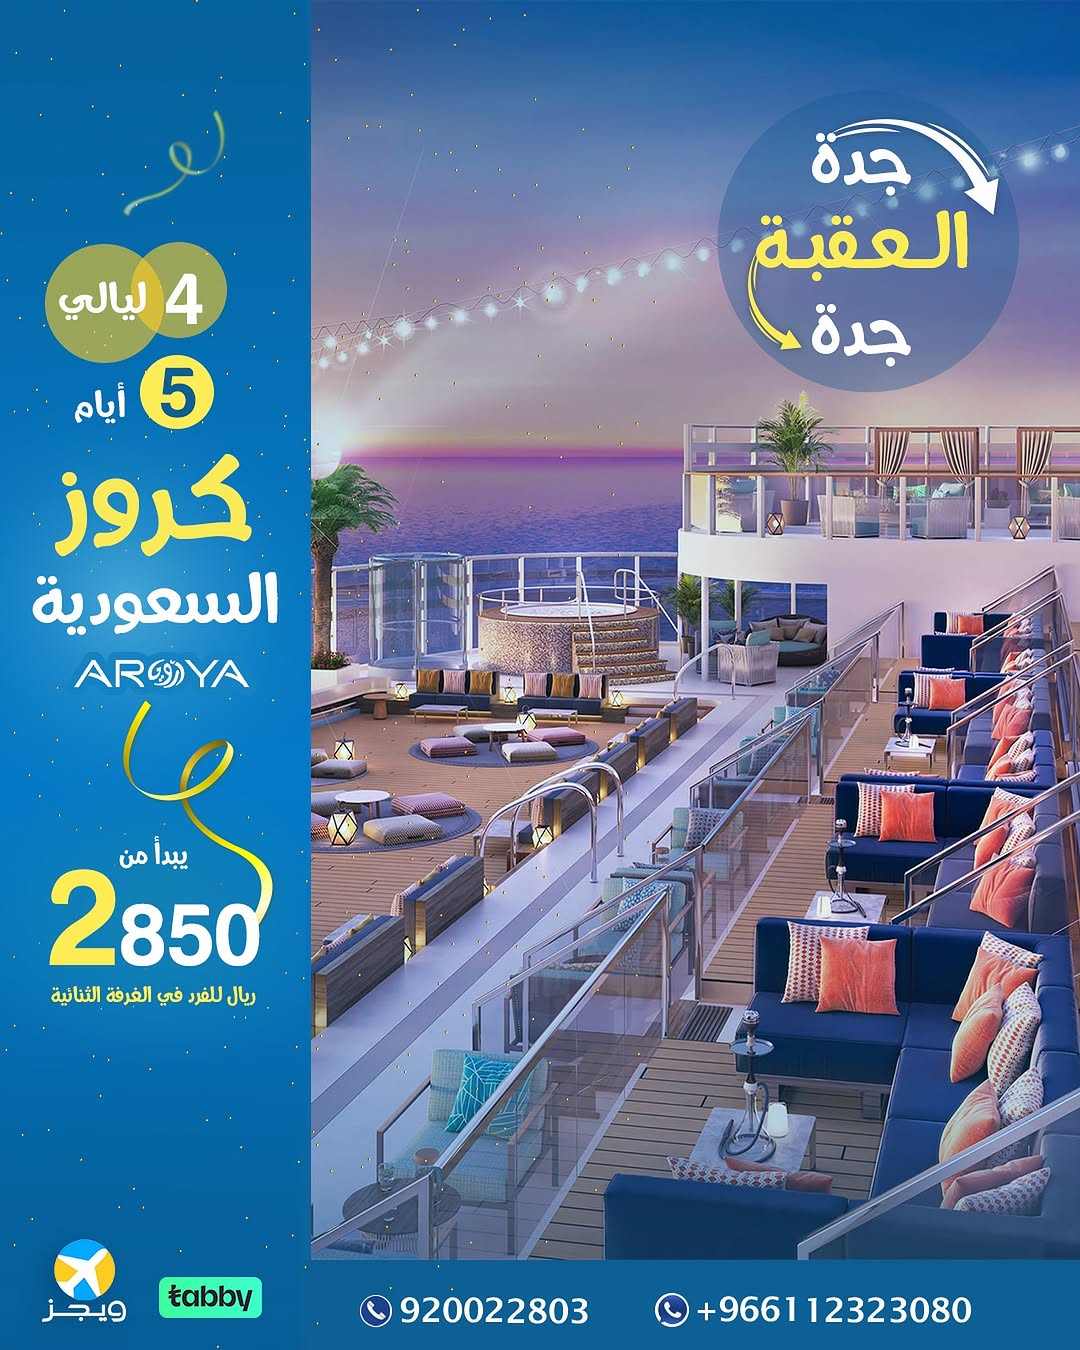 جدة
العقبة
جدة
4 ليالي
5 أيام
كروز
السعودية
AROYA
يبدأ من
2850
ريال للفرد في الغرفة الثنائية
ويجز
tabby
920022803
+966112323080